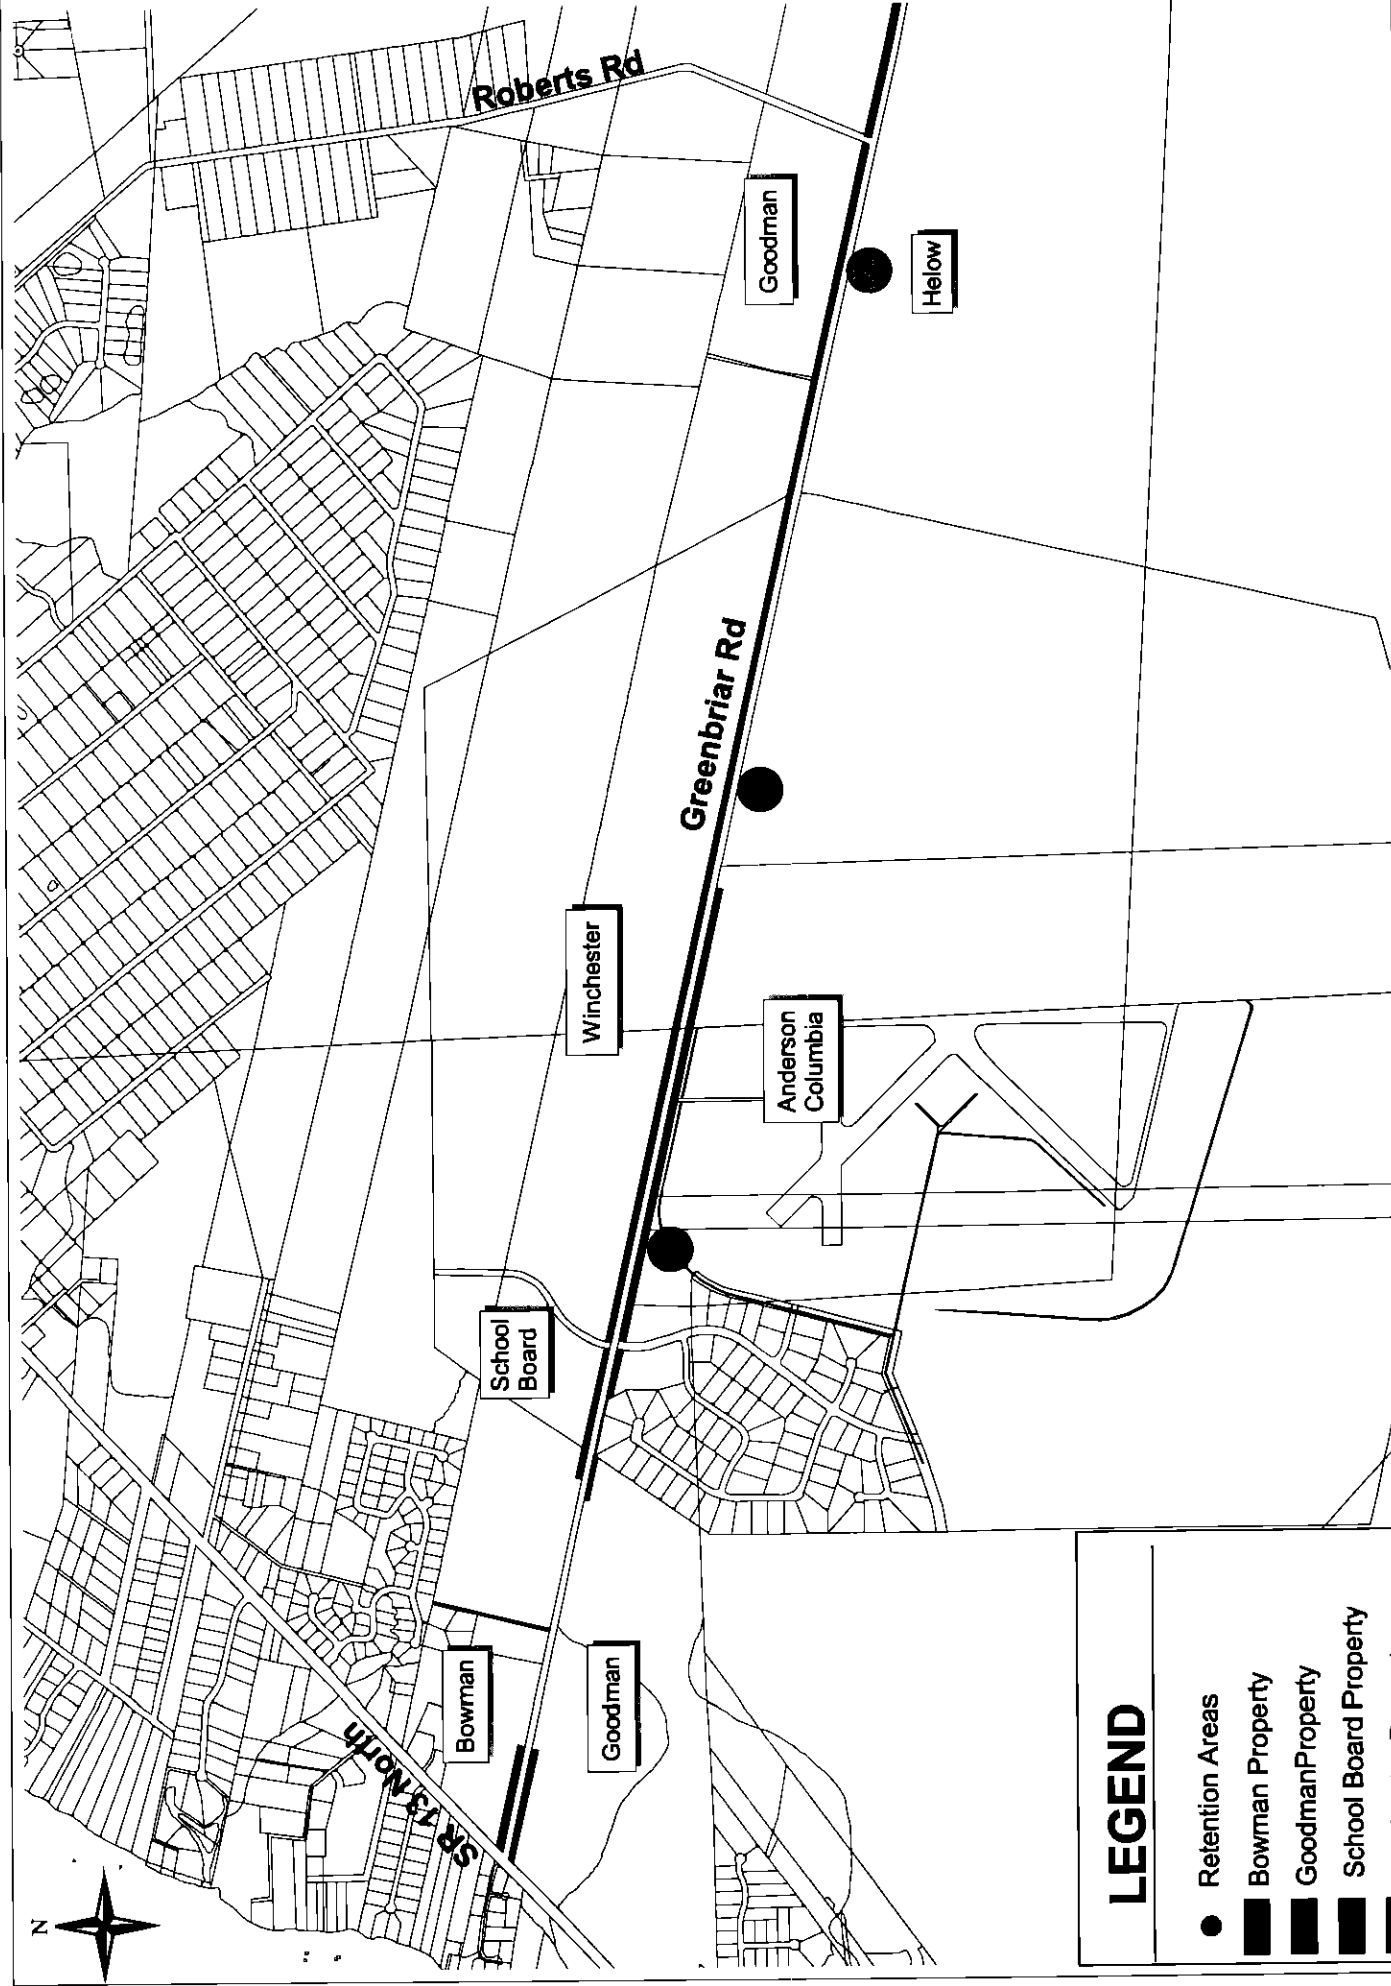 N
SR 13 North
Bowman
Goodman
School
Board
Winchester
Anderson
Columbia
Greenbriar Rd
Roberts Rd
Goodman
Helow
LEGEND
Retention Areas
Bowman Property
GoodmanProperty
School Board Property